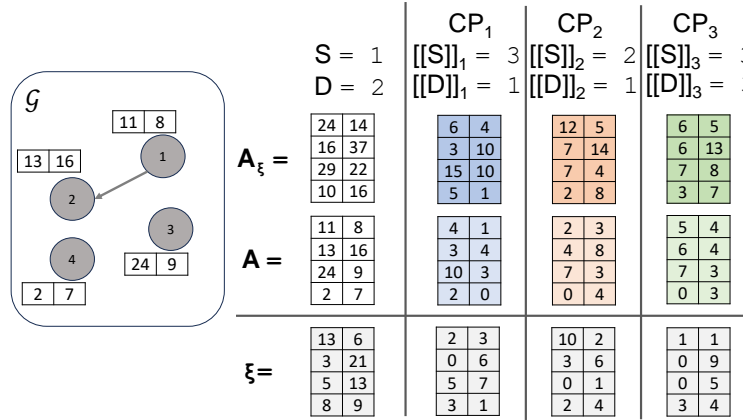 CP1 CP2 CP3
S = 1 [[S]]1 = 3 [[S]]2 = 2 [[S]]3 =
D = 2 [[D]]1 = 1 [[D]]2 = 1 [[D]]3 =
𝒢
11 8
1
13 16
2
3
24 9
4
2 7
Aξ =
24 14 6 4 12 5 6 5
16 37 3 10 7 14 6 13
29 22 15 10 7 4 7 8
10 16 5 1 2 8 3 7
A =
11 8 4 1 2 3 5 4
13 16 3 4 4 8 6 4
24 9 10 3 7 3 7 3
2 7 2 0 0 4 0 3
ξ=
13 6 2 3 10 2 1 1
3 21 0 6 3 6 0 9
5 13 5 7 0 1 0 5
8 9 3 1 2 4 3 4